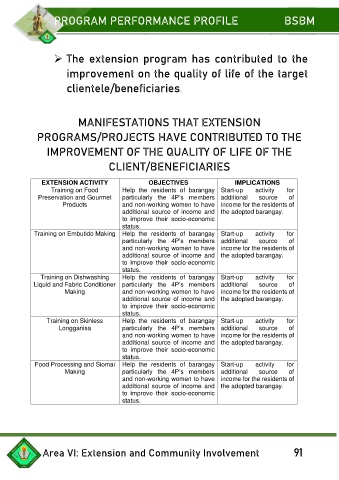 PROGRAM PERFORMANCE PROFILE BSBM
➢ The extension program has contributed to the
improvement on the quality of life of the target
clientele/beneficiaries
MANIFESTATIONS THAT EXTENSION
PROGRAMS/PROJECTS HAVE CONTRIBUTED TO THE
IMPROVEMENT OF THE QUALITY OF LIFE OF THE
CLIENT/BENEFICIARIES
EXTENSION ACTIVITY OBJECTIVES IMPLICATIONS
Training on Food Help the residents of barangay Start-up activity for
Preservation and Gourmet particularly the 4P's members additional source of
Products and non-working women to have income for the residents of
additional source of income and the adopted barangay.
to improve their socio-economic
status.
Training on Embutido Making Help the residents of barangay Start-up activity for
particularly the 4P's members additional source of
and non-working women to have income for the residents of
additional source of income and the adopted barangay.
to improve their socio-economic
status.
Training on Dishwashing Help the residents of barangay Start-up activity for
Liquid and Fabric Conditioner particularly the 4P's members additional source of
Making and non-working women to have income for the residents of
additional source of income and the adopted barangay.
to improve their socio-economic
status.
Training on Skinless Help the residents of barangay Start-up activity for
Longganisa particularly the 4P's members additional source of
and non-working women to have income for the residents of
additional source of income and the adopted barangay.
to improve their socio-economic
status.
Food Processing and Siomai Help the residents of barangay Start-up activity for
Making particularly the 4P's members additional source of
and non-working women to have income for the residents of
additional source of income and the adopted barangay.
to improve their socio-economic
status.
Area VI: Extension and Community Involvement 91